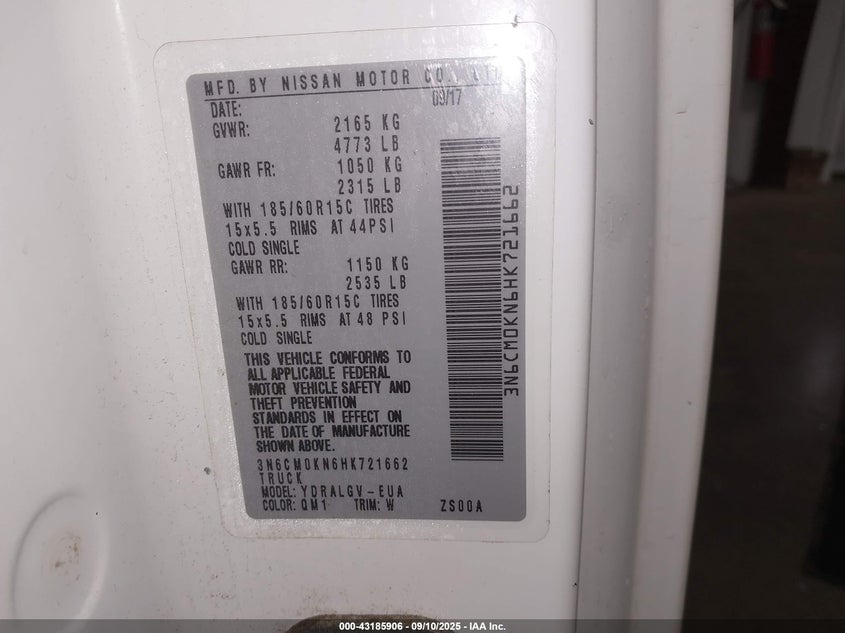 MFD. BY NISSAN MOTOR CO.
DATE: 09/17
GVWR: 2165 KG
4773 LB
GAWR FR: 1050 KG
2315 LB
WITH 185/60R15C TIRES
15x5.5 RIMS AT 44PSI
COLD SINGLE
GAWR RR: 1150 KG
2535 LB
WITH 185/60R15C TIRES
15x5.5 RIMS AT 48 PSI
COLD SINGLE
THIS VEHICLE CONFORMS TO
ALL APPLICABLE FEDERAL
MOTOR VEHICLE SAFETY AND
THEFT PREVENTION
STANDARDS IN EFFECT ON
THE DATE OF MANUFACTURE
SHOWN ABOVE.
3N6CM0KN6HK721662
TRUCK
MODEL: YDRALGV-EUA
COLOR: QM1 TRIM: W ZS00A
3N6CM0KN6HK721662
000-43185906 - 09/10/2025 - IAA Inc.